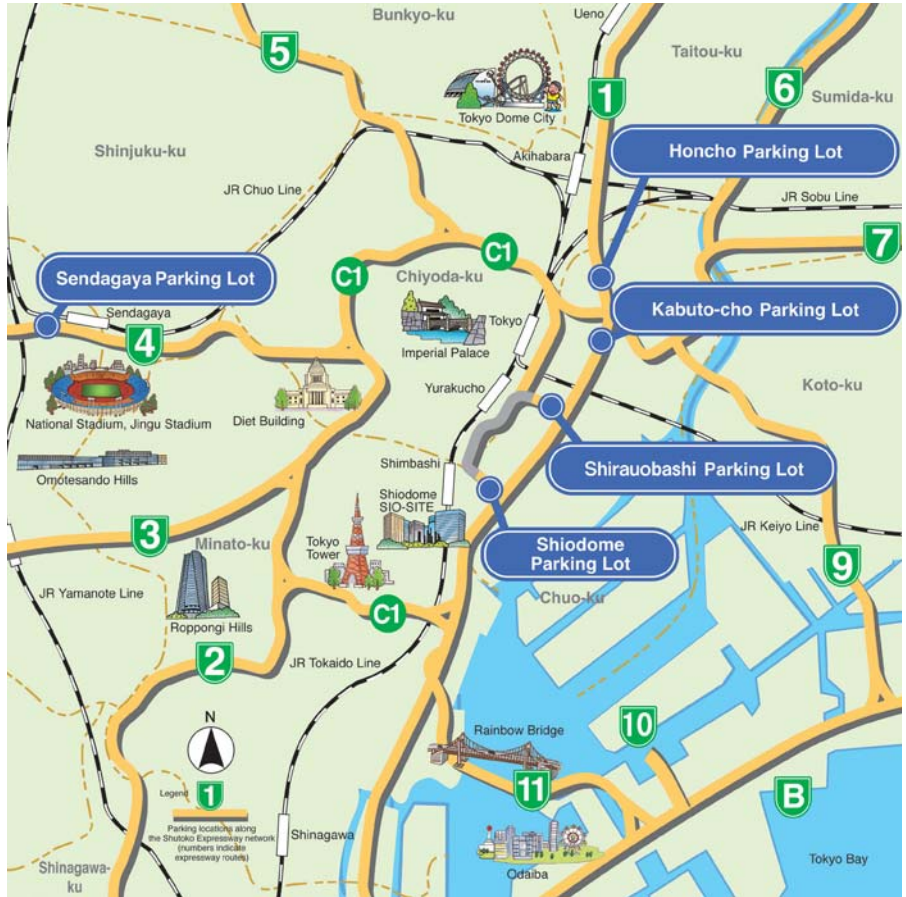 Bunkyo-ku
Ueno
5
Taitou-ku
6
1
Sumida-ku
Tokyo Dome City
Honcho Parking Lot
Shinjuku-ku
Akihabara
JR Chuo Line
JR Sobu Line
7
C1
C1
Chiyoda-ku
Sendagaya Parking Lot
Kabuto-cho Parking Lot
Sendagaya
Tokyo
4
Imperial Palace
Yurakucho
Koto-ku
National Stadium, Jingu Stadium
Diet Building
Shimbashi
Shirauobashi Parking Lot
Omotesando Hills
Shiodome
SIO-SITE
JR Keiyo Line
3
Minato-ku
Tokyo
Tower
Shiodome
Parking Lot
9
JR Yamanote Line
Chuo-ku
C1
Roppongi Hills
2
JR Tokaido Line
N
Rainbow Bridge
10
Legend
1
11
B
Parking locations along
the Shutoko Expressway network
(numbers indicate
expressway routes)
Shinagawa
Shinagawa-
ku
Odaiba
Tokyo Bay